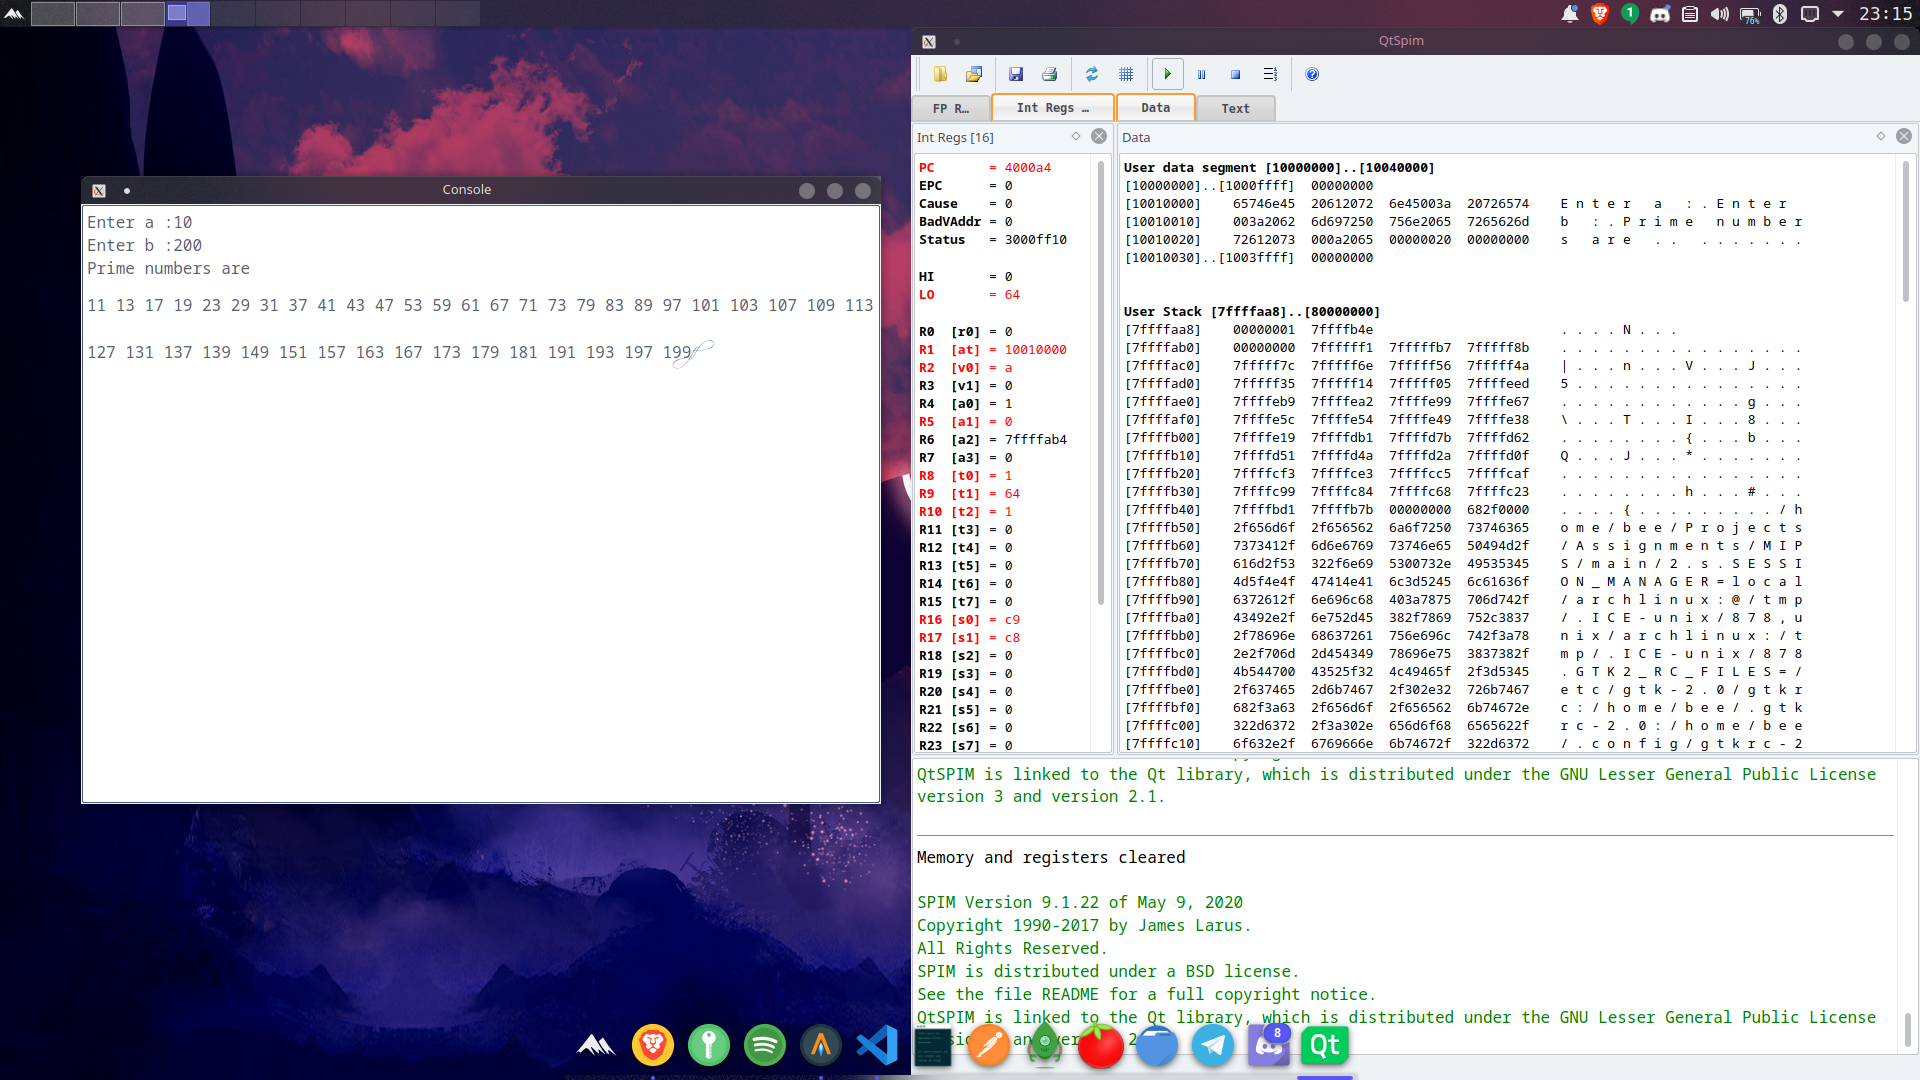 23:15
76%
1
Console
Enter a :10
Enter b :200
Prime numbers are
11 13 17 19 23 29 31 37 41 43 47 53 59 61 67 71 73 79 83 89 97 101 103 107 109 113
127 131 137 139 149 151 157 163 167 173 179 181 191 193 197 199
QtSpim
FP R…
Int Regs …
Data
Text
Int Regs [16]
PC = 4000a4
EPC = 0
Cause = 0
BadVAddr = 0
Status = 3000ff10
HI = 0
LO = 64
R0 [r0] = 0
R1 [at] = 10010000
R2 [v0] = a
R3 [v1] = 0
R4 [a0] = 1
R5 [a1] = 0
R6 [a2] = 7ffffab4
R7 [a3] = 0
R8 [t0] = 1
R9 [t1] = 64
R10 [t2] = 1
R11 [t3] = 0
R12 [t4] = 0
R13 [t5] = 0
R14 [t6] = 0
R15 [t7] = 0
R16 [s0] = c9
R17 [s1] = c8
R18 [s2] = 0
R19 [s3] = 0
R20 [s4] = 0
R21 [s5] = 0
R22 [s6] = 0
R23 [s7] = 0
Data
User data segment [10000000]..[10040000]
[10000000]..[1000ffff] 00000000
[10010000] 65746e45 20612072 6e45003a 20726574 E n t e r a : . E n t e r
[10010010] 003a2062 6d697250 756e2065 7265626d b : . P r i m e n u m b e r
[10010020] 72612073 000a2065 00000020 00000000 s a r e . . . . . . . . .
[10010030]..[1003ffff] 00000000
User Stack [7ffffaa8]..[80000000]
[7ffffaa8] 00000001 7ffffb4e . . . . N . . .
[7ffffab0] 00000000 7ffffff1 7fffffb7 7fffff8b . . . . . . . . . . . . . . . .
[7ffffac0] 7fffff7c 7fffff6e 7fffff56 7fffff4a | . . . n . . . V . . . J . . .
[7ffffad0] 7fffff35 7fffff14 7fffff05 7ffffeed 5 . . . . . . . . . . . . . . .
[7ffffae0] 7ffffeb9 7ffffea2 7ffffe99 7ffffe67 . . . . . . . . . . . . g . . .
[7ffffaf0] 7ffffe5c 7ffffe54 7ffffe49 7ffffe38 \ . . . T . . . I . . . 8 . . .
[7ffffb00] 7ffffe19 7ffffdb1 7ffffd7b 7ffffd62 . . . . . . . . { . . . b . . .
[7ffffb10] 7ffffd51 7ffffd4a 7ffffd2a 7ffffd0f Q . . . J . . . * . . . . . . .
[7ffffb20] 7ffffcf3 7ffffce3 7ffffcc5 7ffffcaf . . . . . . . . . . . . . . . .
[7ffffb30] 7ffffc99 7ffffc84 7ffffc68 7ffffc23 . . . . . . . . h . . . # . . .
[7ffffb40] 7ffffbd1 7ffffb7b 00000000 682f0000 . . . . { . . . . . . . . . / h
[7ffffb50] 2f656d6f 2f656562 6a6f7250 73746365 o m e / b e e / P r o j e c t s
[7ffffb60] 7373412f 6d6e6769 73746e65 50494d2f / A s s i g n m e n t s / M I P
[7ffffb70] 616d2f53 322f6e69 5300732e 49535345 S / m a i n / 2 . s . S E S S I
[7ffffb80] 4d5f4e4f 47414e41 6c3d5245 6c61636f O N _ M A N A G E R = l o c a l
[7ffffb90] 6372612f 6e696c68 403a7875 706d742f / a r c h l i n u x : @ / t m p
[7ffffba0] 43492e2f 6e752d45 382f7869 752c3837 / . I C E - u n i x / 8 7 8 , u
[7ffffbb0] 2f78696e 68637261 756e696c 742f3a78 n i x / a r c h l i n u x : / t
[7ffffbc0] 2e2f706d 2d454349 78696e75 3837382f m p / . I C E - u n i x / 8 7 8
[7ffffbd0] 4b544700 43525f32 4c49465f 2f3d5345 . G T K 2 _ R C _ F I L E S = /
[7ffffbe0] 2f637465 2d6b7467 2f302e32 726b7467 e t c / g t k - 2 . 0 / g t k r
[7ffffbf0] 682f3a63 2f656d6f 2f656562 6b74672e c : / h o m e / b e e / . g t k
[7ffffc00] 322d6372 2f3a302e 656d6f68 6565622f r c - 2 . 0 : / h o m e / b e e
[7ffffc10] 6f632e2f 6769666e 6b74672f 322d6372 / . c o n f i g / g t k r c - 2
QtSPIM is linked to the Qt library, which is distributed under the GNU Lesser General Public License
version 3 and version 2.1.
Memory and registers cleared
SPIM Version 9.1.22 of May 9, 2020
Copyright 1990-2017 by James Larus.
All Rights Reserved.
SPIM is distributed under a BSD license.
See the file README for a full copyright notice.
QtSPIM is linked to the Qt library, which is distributed under the GNU Lesser General Public License
8
Qt